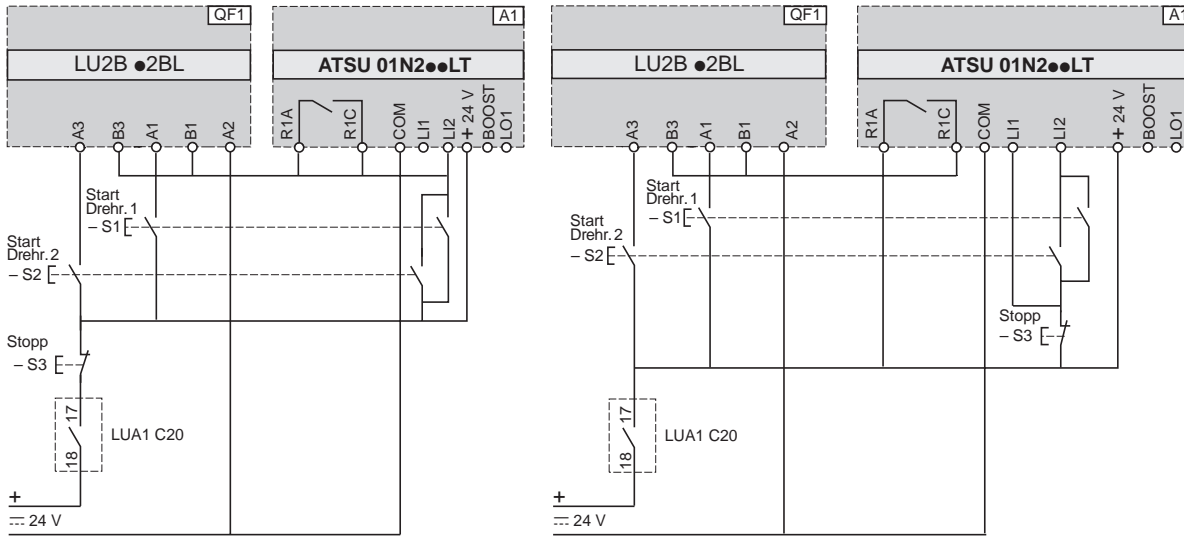 QF1
A1
LU2B ●2BL
ATSU 01N2●●LT
A3
B3
A1
B1
A2
R1A
R1C
COM
LI1
LI2
+ 24 V
BOOST
LO1
Start
Drehr. 1
– S1
Start
Drehr. 2
– S2
Stopp
– S3
17
18
LUA1 C20
+
24 V
QF1
A1
LU2B ●2BL
ATSU 01N2●●LT
A3
B3
A1
B1
A2
R1A
R1C
COM
LI1
LI2
+ 24 V
BOOST
LO1
Start
Drehr. 1
– S1
Start
Drehr. 2
– S2
Stopp
– S3
17
18
LUA1 C20
+
24 V